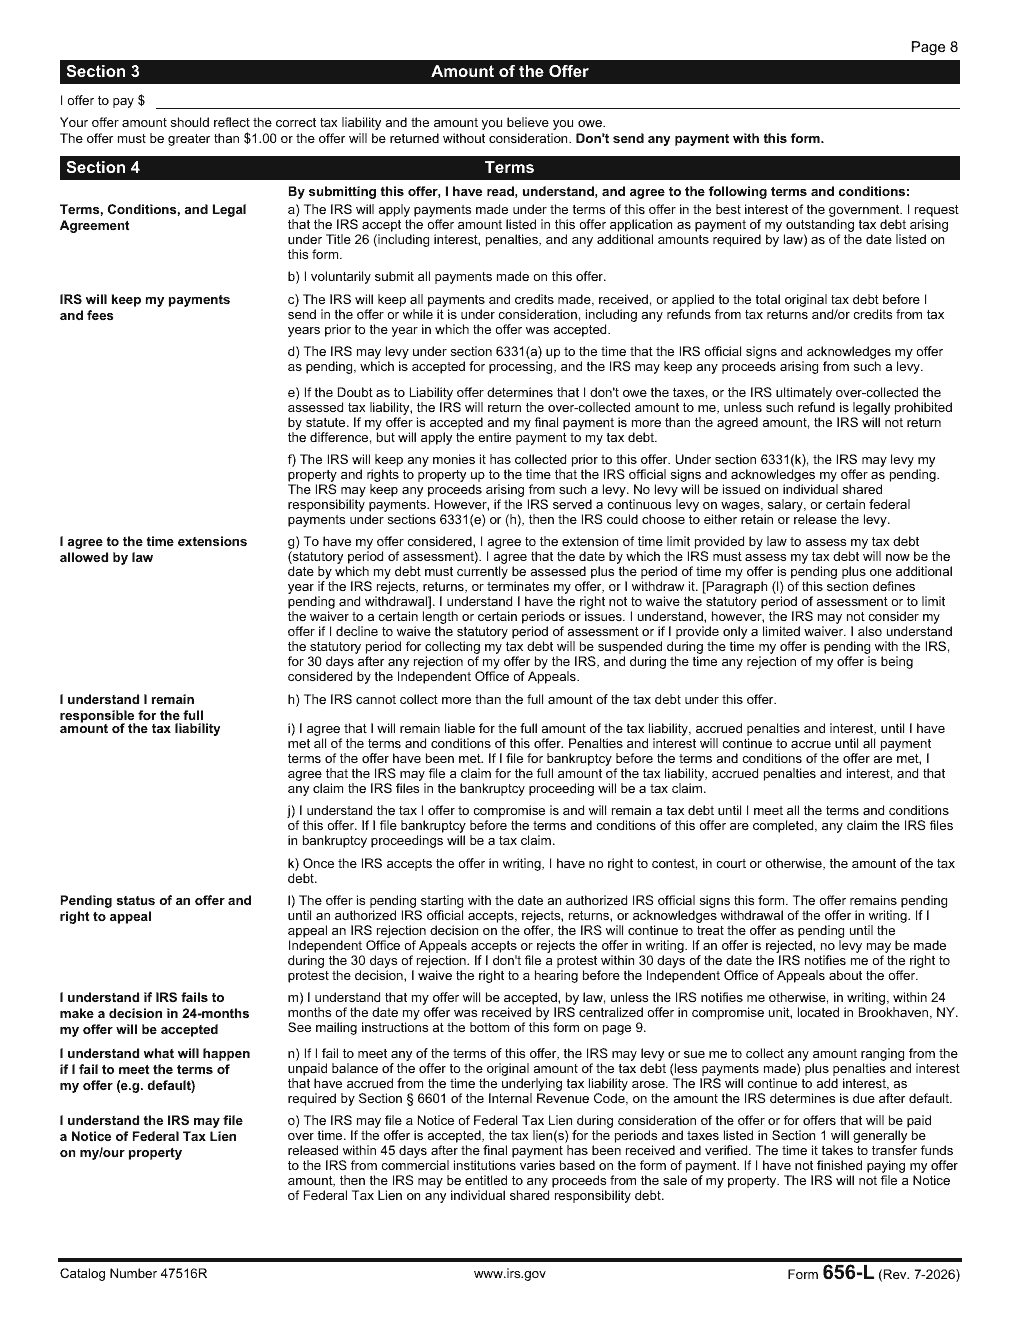 Page 8
Section 3 Amount of the Offer
I offer to pay $
Your offer amount should reflect the correct tax liability and the amount you believe you owe.
The offer must be greater than $1.00 or the offer will be returned without consideration. Don't send any payment with this form.
Section 4 Terms
By submitting this offer, I have read, understand, and agree to the following terms and conditions:
Terms, Conditions, and Legal
Agreement
a) The IRS will apply payments made under the terms of this offer in the best interest of the government. I request
that the IRS accept the offer amount listed in this offer application as payment of my outstanding tax debt arising
under Title 26 (including interest, penalties, and any additional amounts required by law) as of the date listed on
this form.
b) I voluntarily submit all payments made on this offer.
IRS will keep my payments
and fees
c) The IRS will keep all payments and credits made, received, or applied to the total original tax debt before I
send in the offer or while it is under consideration, including any refunds from tax returns and/or credits from tax
years prior to the year in which the offer was accepted.
d) The IRS may levy under section 6331(a) up to the time that the IRS official signs and acknowledges my offer
as pending, which is accepted for processing, and the IRS may keep any proceeds arising from such a levy.
e) If the Doubt as to Liability offer determines that I don't owe the taxes, or the IRS ultimately over-collected the
assessed tax liability, the IRS will return the over-collected amount to me, unless such refund is legally prohibited
by statute. If my offer is accepted and my final payment is more than the agreed amount, the IRS will not return
the difference, but will apply the entire payment to my tax debt.
f) The IRS will keep any monies it has collected prior to this offer. Under section 6331(k), the IRS may levy my
property and rights to property up to the time that the IRS official signs and acknowledges my offer as pending.
The IRS may keep any proceeds arising from such a levy. No levy will be issued on individual shared
responsibility payments. However, if the IRS served a continuous levy on wages, salary, or certain federal
payments under sections 6331(e) or (h), then the IRS could choose to either retain or release the levy.
I agree to the time extensions
allowed by law
g) To have my offer considered, I agree to the extension of time limit provided by law to assess my tax debt
(statutory period of assessment). I agree that the date by which the IRS must assess my tax debt will now be the
date by which my debt must currently be assessed plus the period of time my offer is pending plus one additional
year if the IRS rejects, returns, or terminates my offer, or I withdraw it. [Paragraph (l) of this section defines
pending and withdrawal]. I understand I have the right not to waive the statutory period of assessment or to limit
the waiver to a certain length or certain periods or issues. I understand, however, the IRS may not consider my
offer if I decline to waive the statutory period of assessment or if I provide only a limited waiver. I also understand
the statutory period for collecting my tax debt will be suspended during the time my offer is pending with the IRS,
for 30 days after any rejection of my offer by the IRS, and during the time any rejection of my offer is being
considered by the Independent Office of Appeals.
I understand I remain
responsible for the full
amount of the tax liability
h) The IRS cannot collect more than the full amount of the tax debt under this offer.
i) I agree that I will remain liable for the full amount of the tax liability, accrued penalties and interest, until I have
met all of the terms and conditions of this offer. Penalties and interest will continue to accrue until all payment
terms of the offer have been met. If I file for bankruptcy before the terms and conditions of the offer are met, I
agree that the IRS may file a claim for the full amount of the tax liability, accrued penalties and interest, and that
any claim the IRS files in the bankruptcy proceeding will be a tax claim.
j) I understand the tax I offer to compromise is and will remain a tax debt until I meet all the terms and conditions
of this offer. If I file bankruptcy before the terms and conditions of this offer are completed, any claim the IRS files
in bankruptcy proceedings will be a tax claim.
k) Once the IRS accepts the offer in writing, I have no right to contest, in court or otherwise, the amount of the tax
debt.
Pending status of an offer and
right to appeal
l) The offer is pending starting with the date an authorized IRS official signs this form. The offer remains pending
until an authorized IRS official accepts, rejects, returns, or acknowledges withdrawal of the offer in writing. If I
appeal an IRS rejection decision on the offer, the IRS will continue to treat the offer as pending until the
Independent Office of Appeals accepts or rejects the offer in writing. If an offer is rejected, no levy may be made
during the 30 days of rejection. If I don't file a protest within 30 days of the date the IRS notifies me of the right to
protest the decision, I waive the right to a hearing before the Independent Office of Appeals about the offer.
I understand if IRS fails to
make a decision in 24-months
my offer will be accepted
m) I understand that my offer will be accepted, by law, unless the IRS notifies me otherwise, in writing, within 24
months of the date my offer was received by IRS centralized offer in compromise unit, located in Brookhaven, NY.
See mailing instructions at the bottom of this form on page 9.
I understand what will happen
if I fail to meet the terms of
my offer (e.g. default)
n) If I fail to meet any of the terms of this offer, the IRS may levy or sue me to collect any amount ranging from the
unpaid balance of the offer to the original amount of the tax debt (less payments made) plus penalties and interest
that have accrued from the time the underlying tax liability arose. The IRS will continue to add interest, as
required by Section § 6601 of the Internal Revenue Code, on the amount the IRS determines is due after default.
I understand the IRS may file
a Notice of Federal Tax Lien
on my/our property
o) The IRS may file a Notice of Federal Tax Lien during consideration of the offer or for offers that will be paid
over time. If the offer is accepted, the tax lien(s) for the periods and taxes listed in Section 1 will generally be
released within 45 days after the final payment has been received and verified. The time it takes to transfer funds
to the IRS from commercial institutions varies based on the form of payment. If I have not finished paying my offer
amount, then the IRS may be entitled to any proceeds from the sale of my property. The IRS will not file a Notice
of Federal Tax Lien on any individual shared responsibility debt.
Catalog Number 47516R www.irs.gov Form 656-L (Rev. 7-2026)